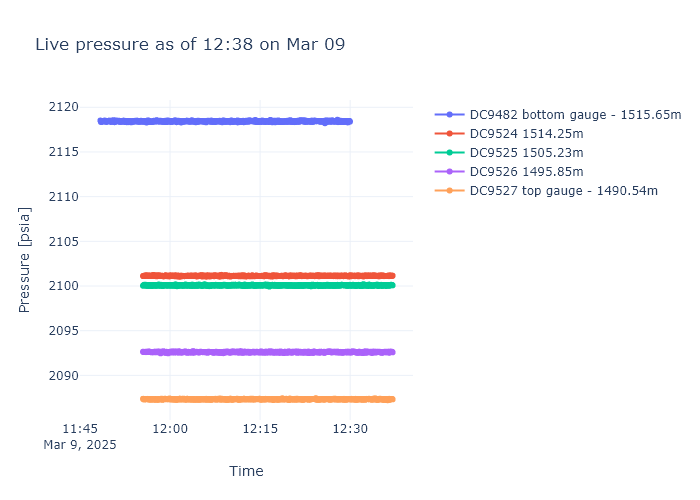 Live pressure as of 12:38 on Mar 09
DC9482 bottom gauge - 1515.65m
DC9524 1514.25m
DC9525 1505.23m
DC9526 1495.85m
DC9527 top gauge - 1490.54m
Pressure [psia]
2120
2115
2110
2105
2100
2095
2090
11:45
12:00
12:15
12:30
Mar 9, 2025
Time